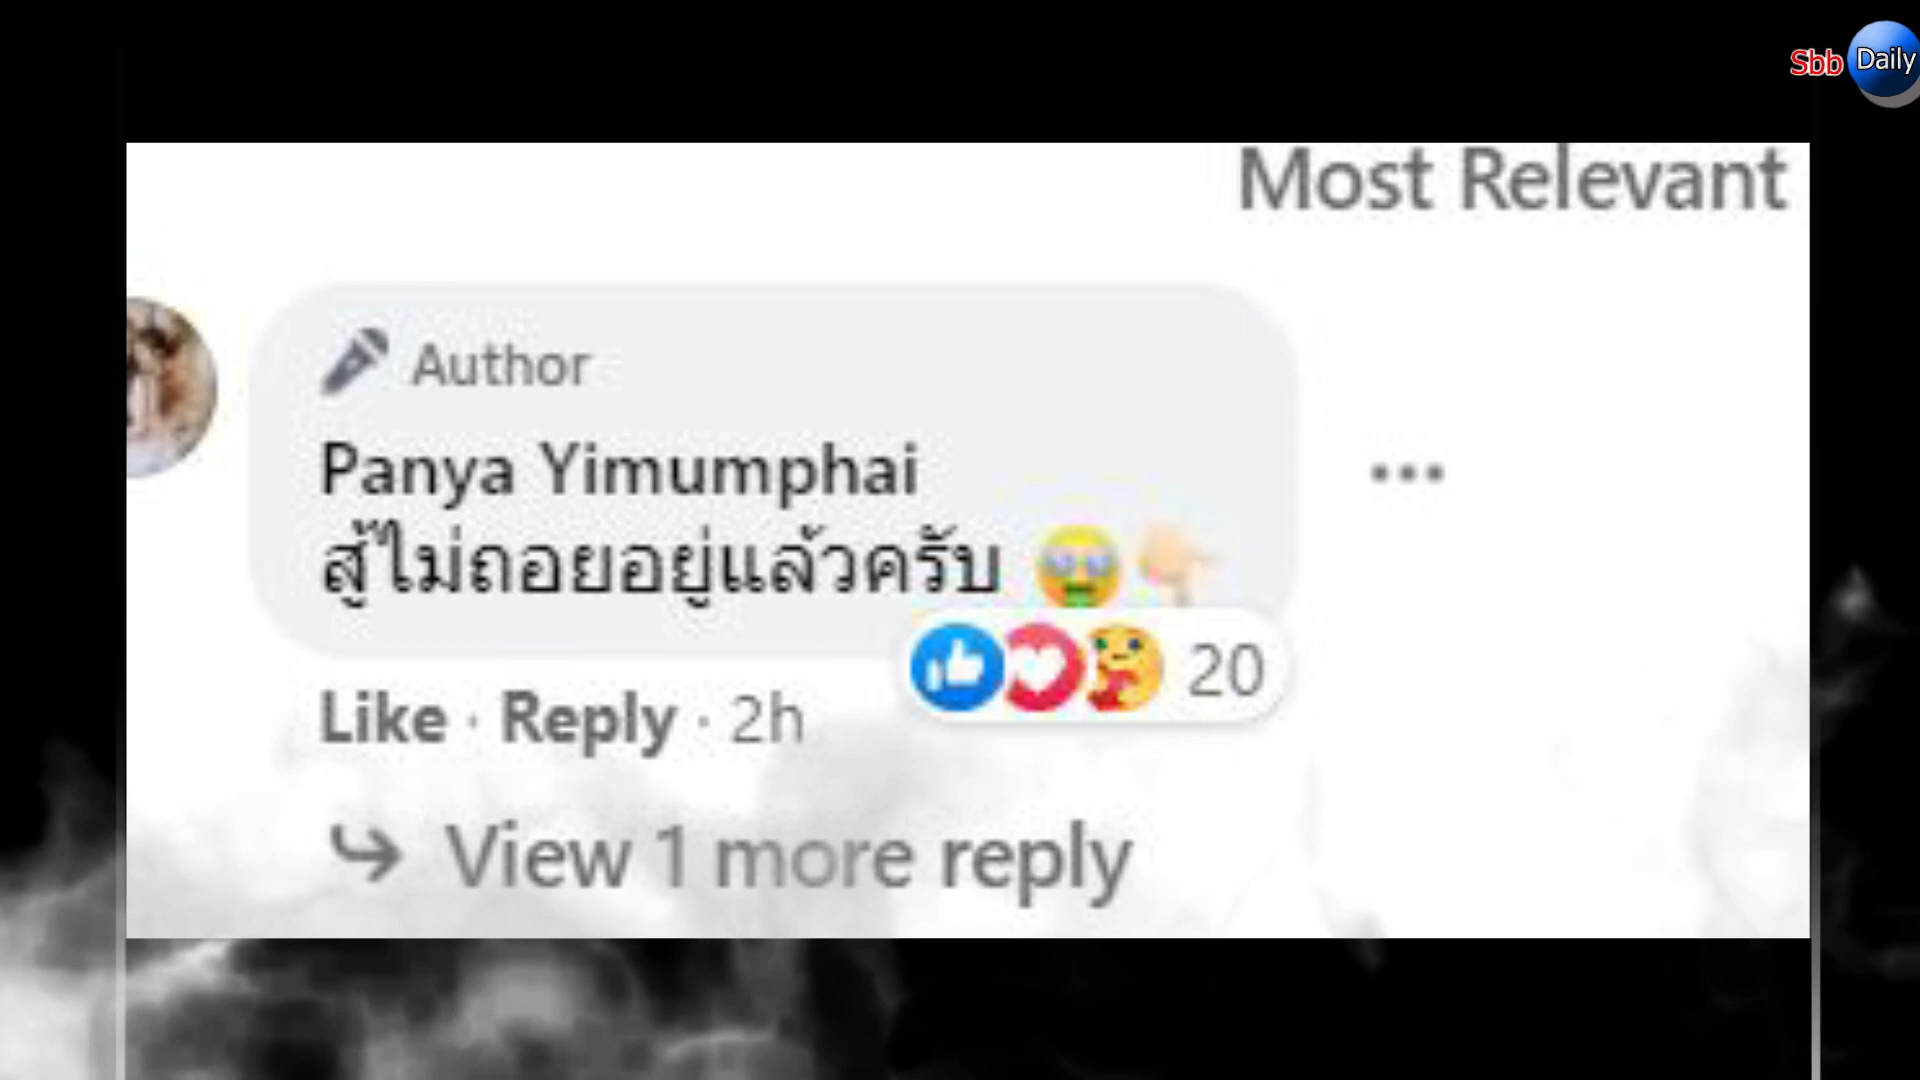 Sbb Daily
Most Relevant
Author
Panya Yimumphai
สู้ไม่ถอยอยู่แล้วครับ
20
Like · Reply · 2h
View 1 more reply